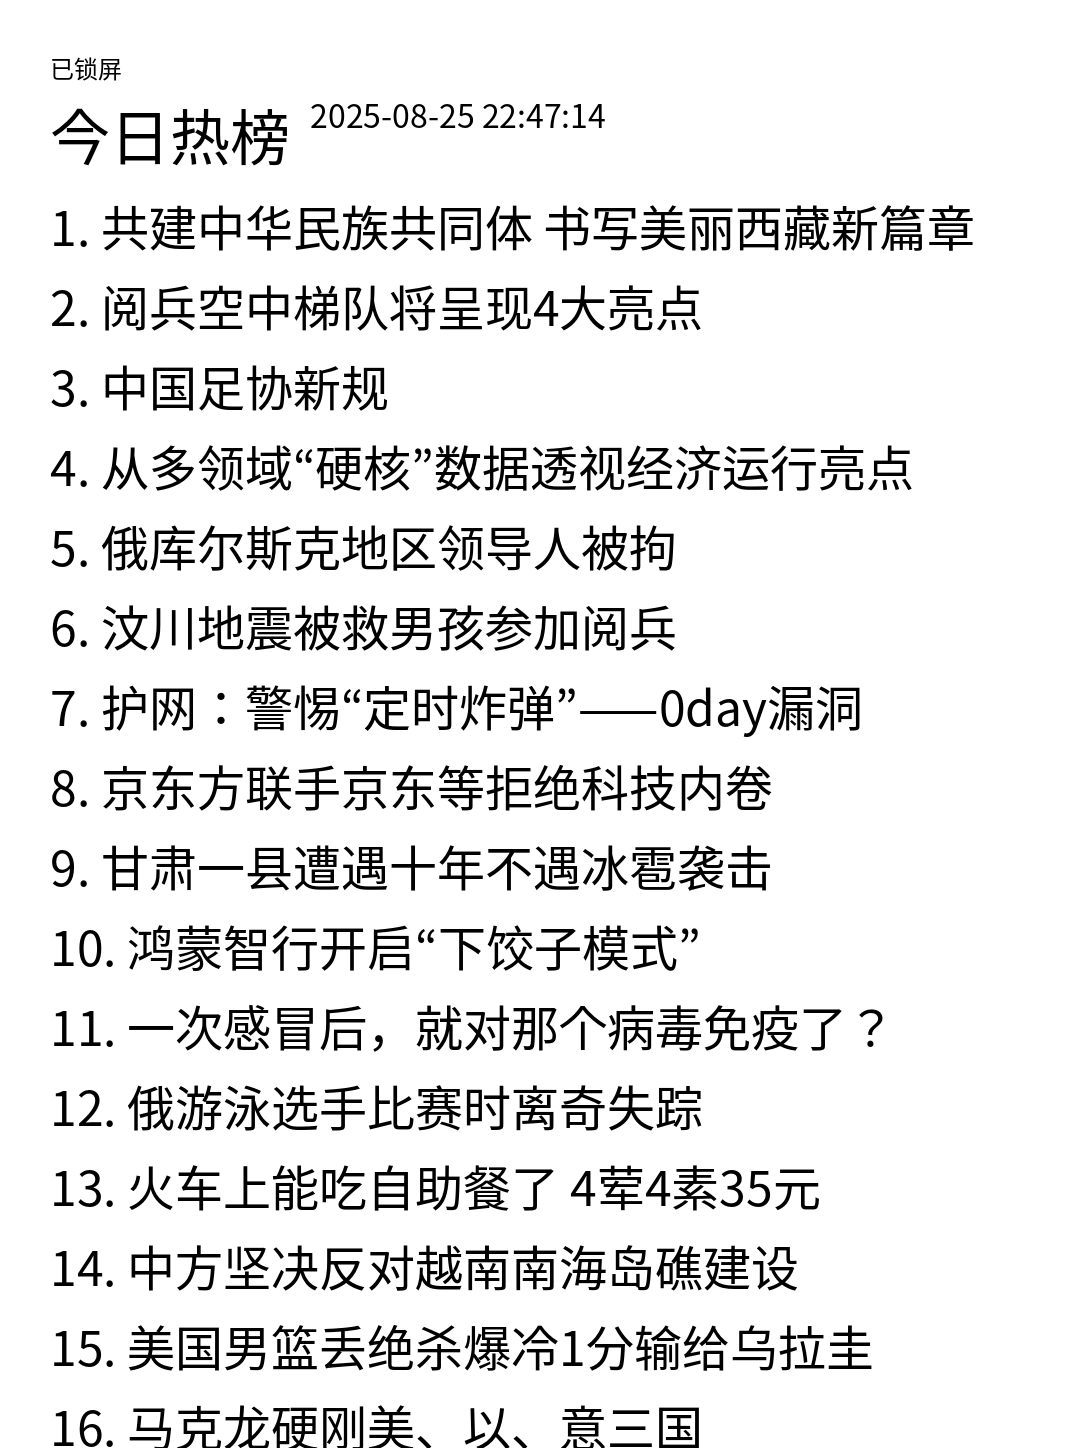 已锁屏
今日热榜 2025-08-25 22:47:14
1. 共建中华民族共同体 书写美丽西藏新篇章
2. 阅兵空中梯队将呈现4大亮点
3. 中国足协新规
4. 从多领域“硬核”数据透视经济运行亮点
5. 俄库尔斯克地区领导人被拘
6. 汶川地震被救男孩参加阅兵
7. 护网：警惕“定时炸弹”——0day漏洞
8. 京东方联手京东等拒绝科技内卷
9. 甘肃一县遭遇十年不遇冰雹袭击
10. 鸿蒙智行开启“下饺子模式”
11. 一次感冒后，就对那个病毒免疫了？
12. 俄游泳选手比赛时离奇失踪
13. 火车上能吃自助餐了 4荤4素35元
14. 中方坚决反对越南南海岛礁建设
15. 美国男篮丢绝杀爆冷1分输给乌拉圭
16. 马克龙硬刚美、以、意三国